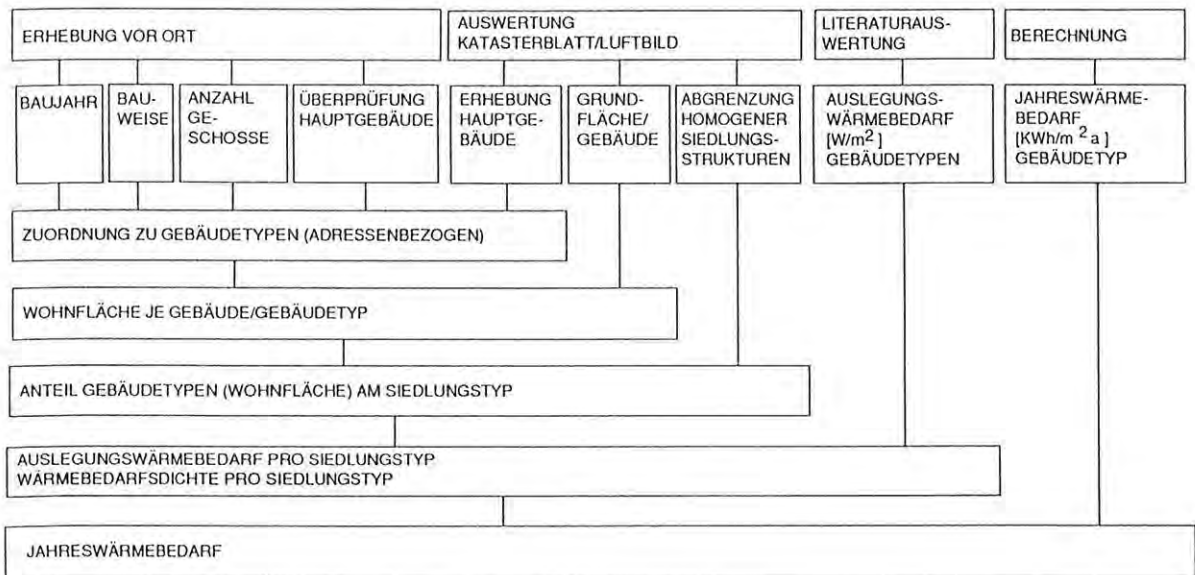 ERHEBUNG VOR ORT
AUSWERTUNG
KATASTERBLATT/LUFTBILD
LITERATURAUS-
WERTUNG
BERECHNUNG
BAUJAHR
BAU-
WEISE
ANZAHL
GE-
SCHOSSE
ÜBERPRÜFUNG
HAUPTGEBÄUDE
ERHEBUNG
HAUPTGE-
BÄUDE
GRUND-
FLÄCHE/
GEBÄUDE
ABGRENZUNG
HOMOGENER
SIEDLUNGS-
STRUKTUREN
AUSLEGUNGS-
WÄRMEBEDARF
[W/m²]
GEBÄUDETYPEN
JAHRESWÄRME-
BEDARF
[KWh/m²a]
GEBÄUDETYP
ZUORDNUNG ZU GEBÄUDETYPEN (ADRESSENBEZOGEN)
WOHNFLÄCHE JE GEBÄUDE/GEBÄUDETYP
ANTEIL GEBÄUDETYPEN (WOHNFLÄCHE) AM SIEDLUNGSTYP
AUSLEGUNGSWÄRMEBEDARF PRO SIEDLUNGSTYP
WÄRMEBEDARFSDICHTE PRO SIEDLUNGSTYP
JAHRESWÄRMEBEDARF